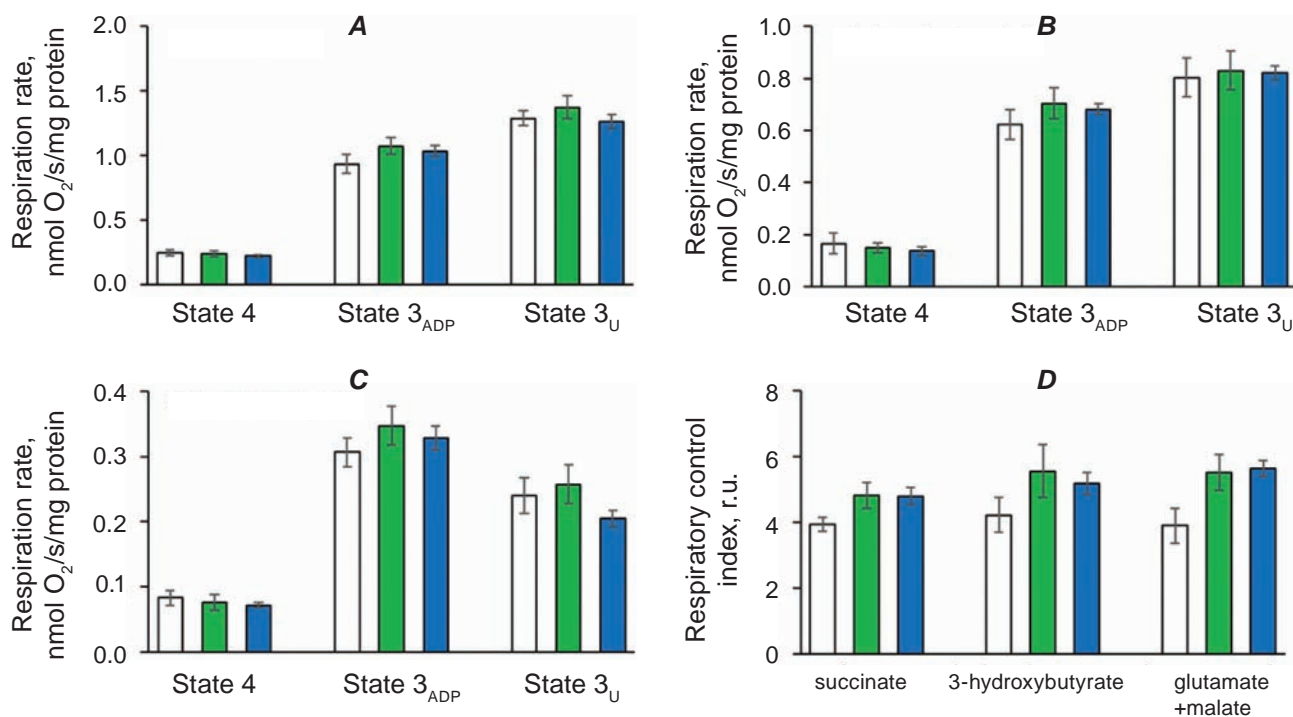 A
Respiration rate,
nmol O₂/s/mg protein
2.0
1.5
1.0
0.5
0.0
State 4
State 3ADP
State 3U
B
Respiration rate,
nmol O₂/s/mg protein
1.0
0.8
0.6
0.4
0.2
0.0
State 4
State 3ADP
State 3U
C
Respiration rate,
nmol O₂/s/mg protein
0.4
0.3
0.2
0.1
0.0
State 4
State 3ADP
State 3U
D
Respiratory control
index, r.u.
8
6
4
2
0
succinate
3-hydroxybutyrate
glutamate
+malate